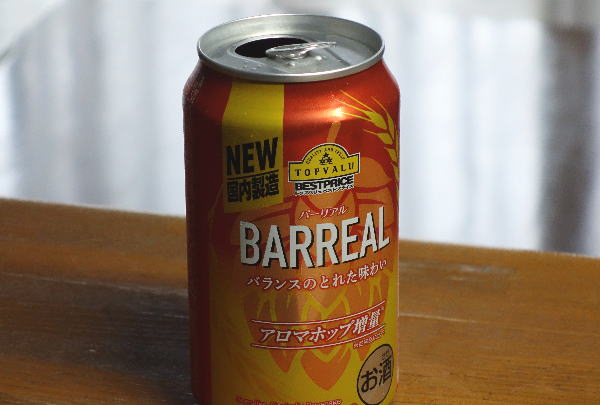 NEW
国内製造
TOPVALU
BESTPRICE
バーリアル
BARREAL
バランスのとれた味わい
アロマホップ増量
お酒